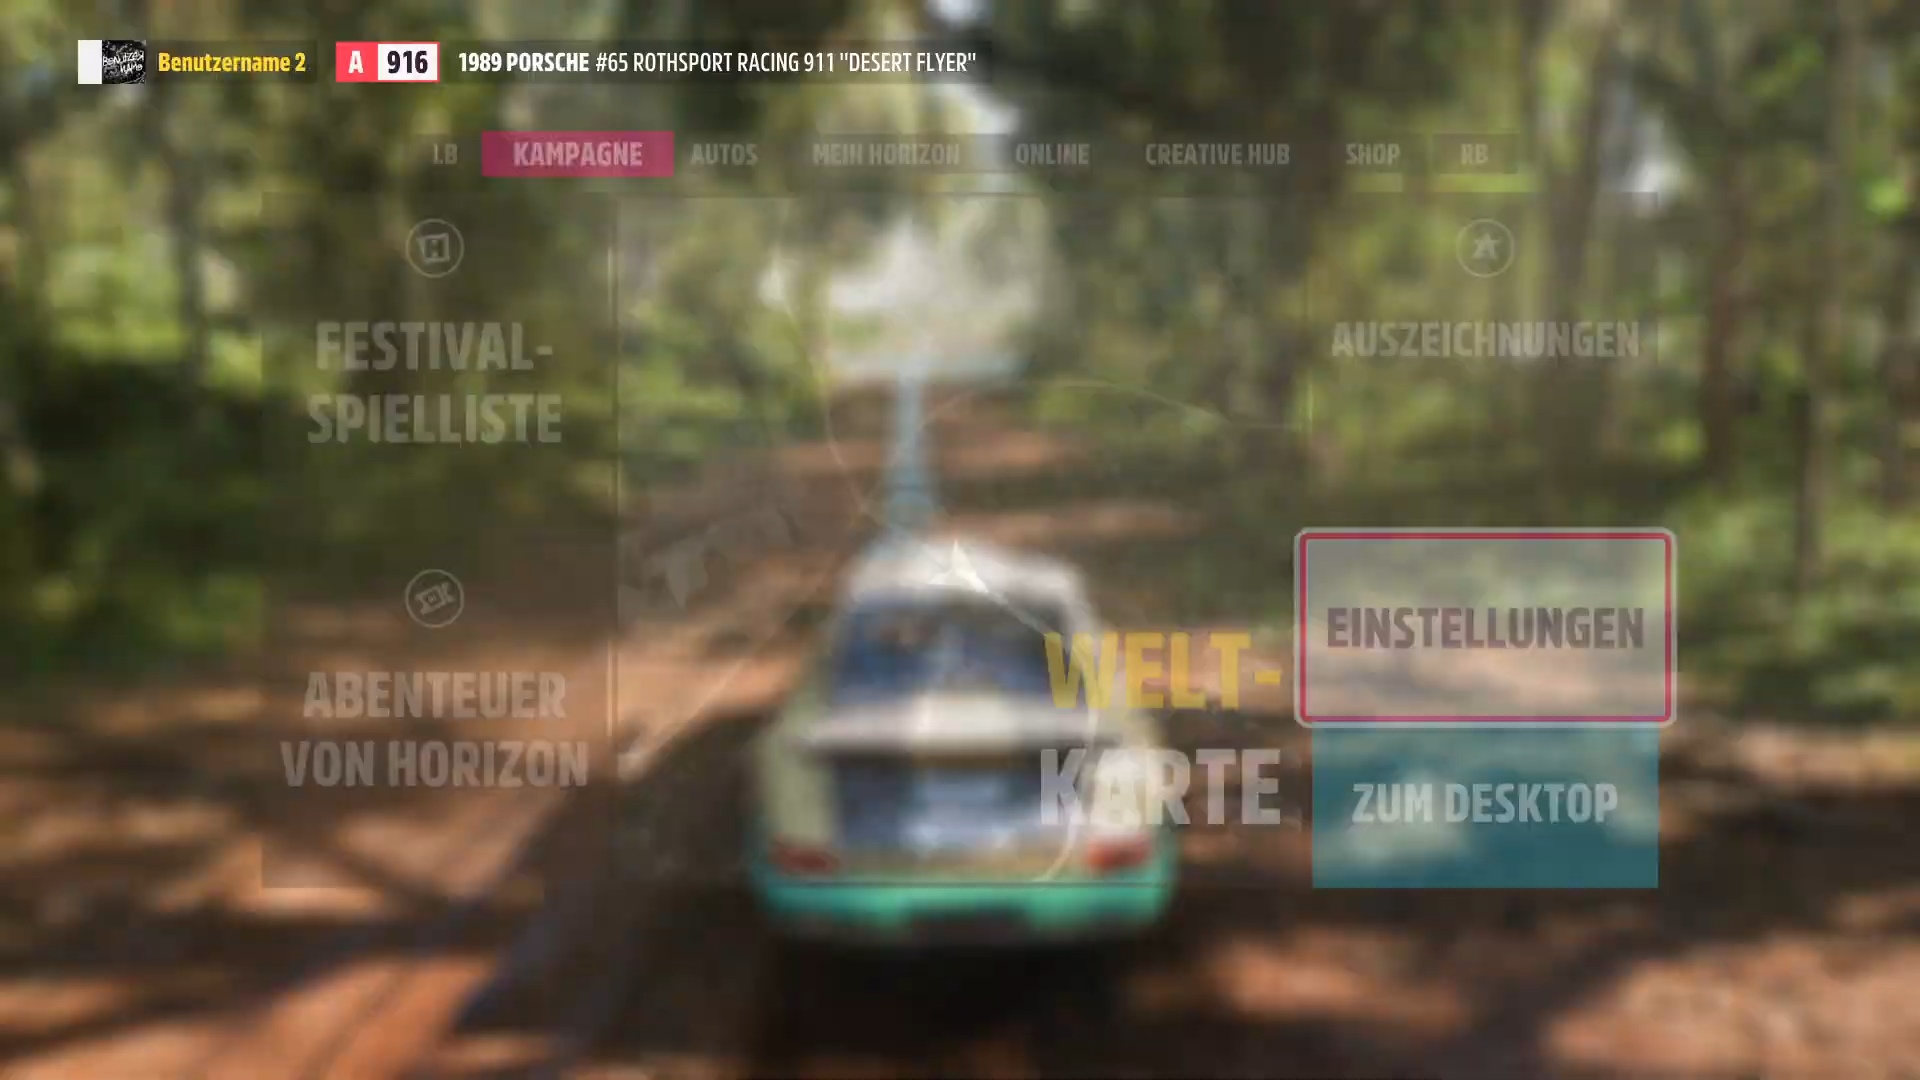 Benutzername 2
A 916
1989 PORSCHE #65 ROTHSPORT RACING 911 "DESERT FLYER"
LB KAMPAGNE AUTOS MEIN HORIZON ONLINE CREATIVE HUB SHOP RB
FESTIVAL-
SPIELLISTE
ABENTEUER
VON HORIZON
WELT-
KARTE
AUSZEICHNUNGEN
EINSTELLUNGEN
ZUM DESKTOP